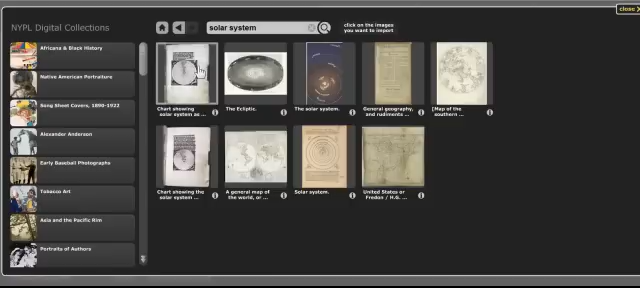 close X
NYPL Digital Collections
solar system
click on the images
you want to import
Africana & Black History
Native American Portraiture
Song Sheet Covers, 1890-1922
Alexander Anderson
Early Baseball Photographs
Tobacco Art
Asia and the Pacific Rim
Portraits of Authors
Chart showing
solar system as ...
The Ecliptic.
The solar system.
General geography,
and rudiments ...
[Map of the
southern ...
Chart showing the
solar system ...
A general map of
the world, or ...
Solar system.
United States or
Fredon / H.G. ...